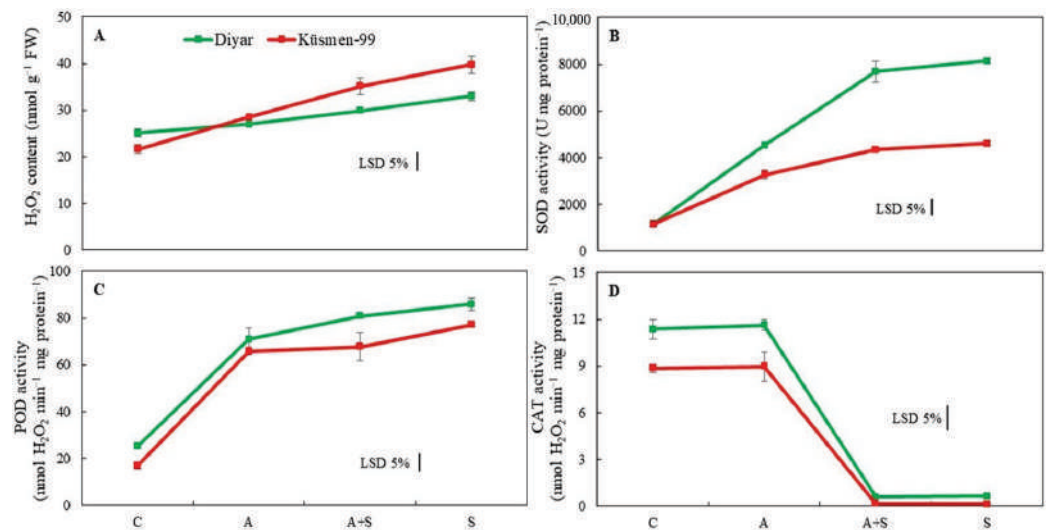 A
Diyar
Küsmen-99
H₂O₂ content (nmol g⁻¹ FW)
50
40
30
20
10
0
LSD 5%
B
SOD activity (U mg protein⁻¹)
10,000
8000
6000
4000
2000
0
LSD 5%
C
POD activity
(nmol H₂O₂ min⁻¹ mg protein⁻¹)
100
80
60
40
20
0
LSD 5%
C
A
A+S
S
D
CAT activity
(nmol H₂O₂ min⁻¹ mg protein⁻¹)
15
12
9
6
3
0
LSD 5%
C
A
A+S
S